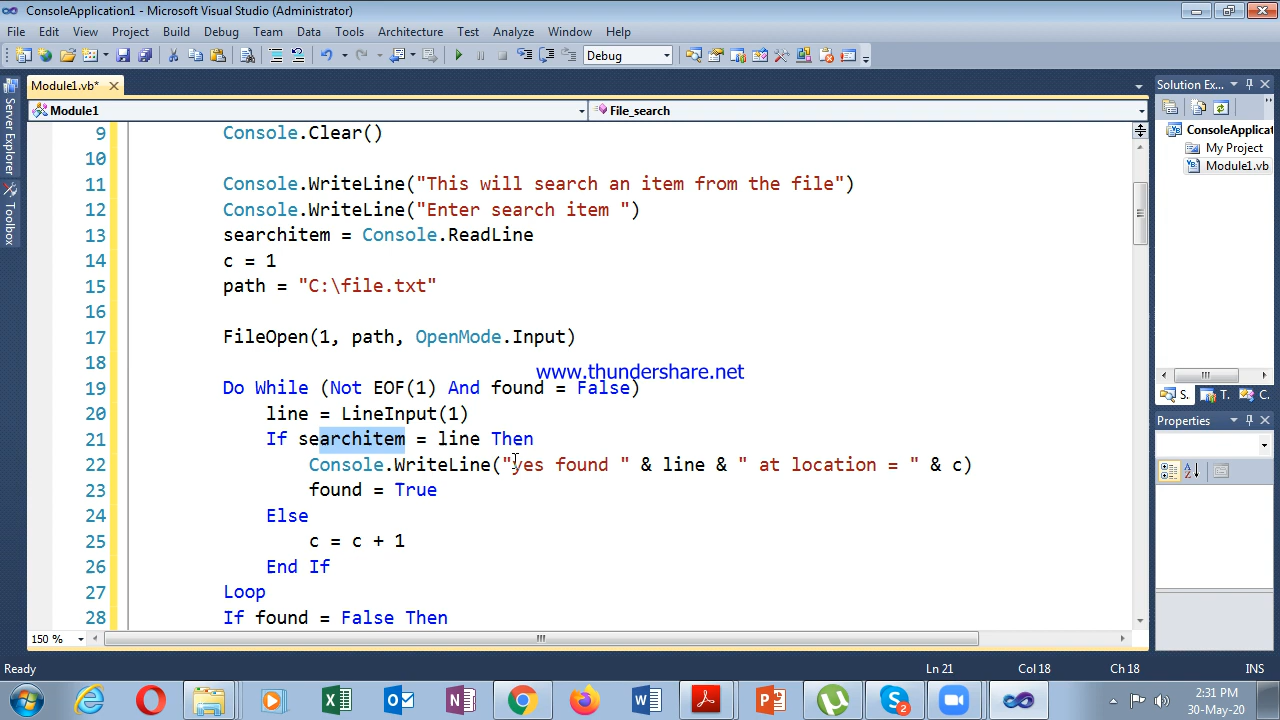 ConsoleApplication1 - Microsoft Visual Studio (Administrator)
File Edit View Project Build Debug Team Data Tools Architecture Test Analyze Window Help
Debug
Module1.vb*
Solution Ex...
Module1
File_search
Server Explorer
Toolbox
9 Console.Clear()
10
11 Console.WriteLine("This will search an item from the file")
12 Console.WriteLine("Enter search item ")
13 searchitem = Console.ReadLine
14 c = 1
15 path = "C:\file.txt"
16
17 FileOpen(1, path, OpenMode.Input)
18
www.thundershare.net
19 Do While (Not EOF(1) And found = False)
20 line = LineInput(1)
21 If searchitem = line Then
22 Console.WriteLine("yes found " & line & " at location = " & c)
23 found = True
24 Else
25 c = c + 1
26 End If
27 Loop
28 If found = False Then
ConsoleApplicat
My Project
Module1.vb
S. T. C.
Properties
150 %
Ready
Ln 21 Col 18 Ch 18 INS
2
2:31 PM
30-May-20